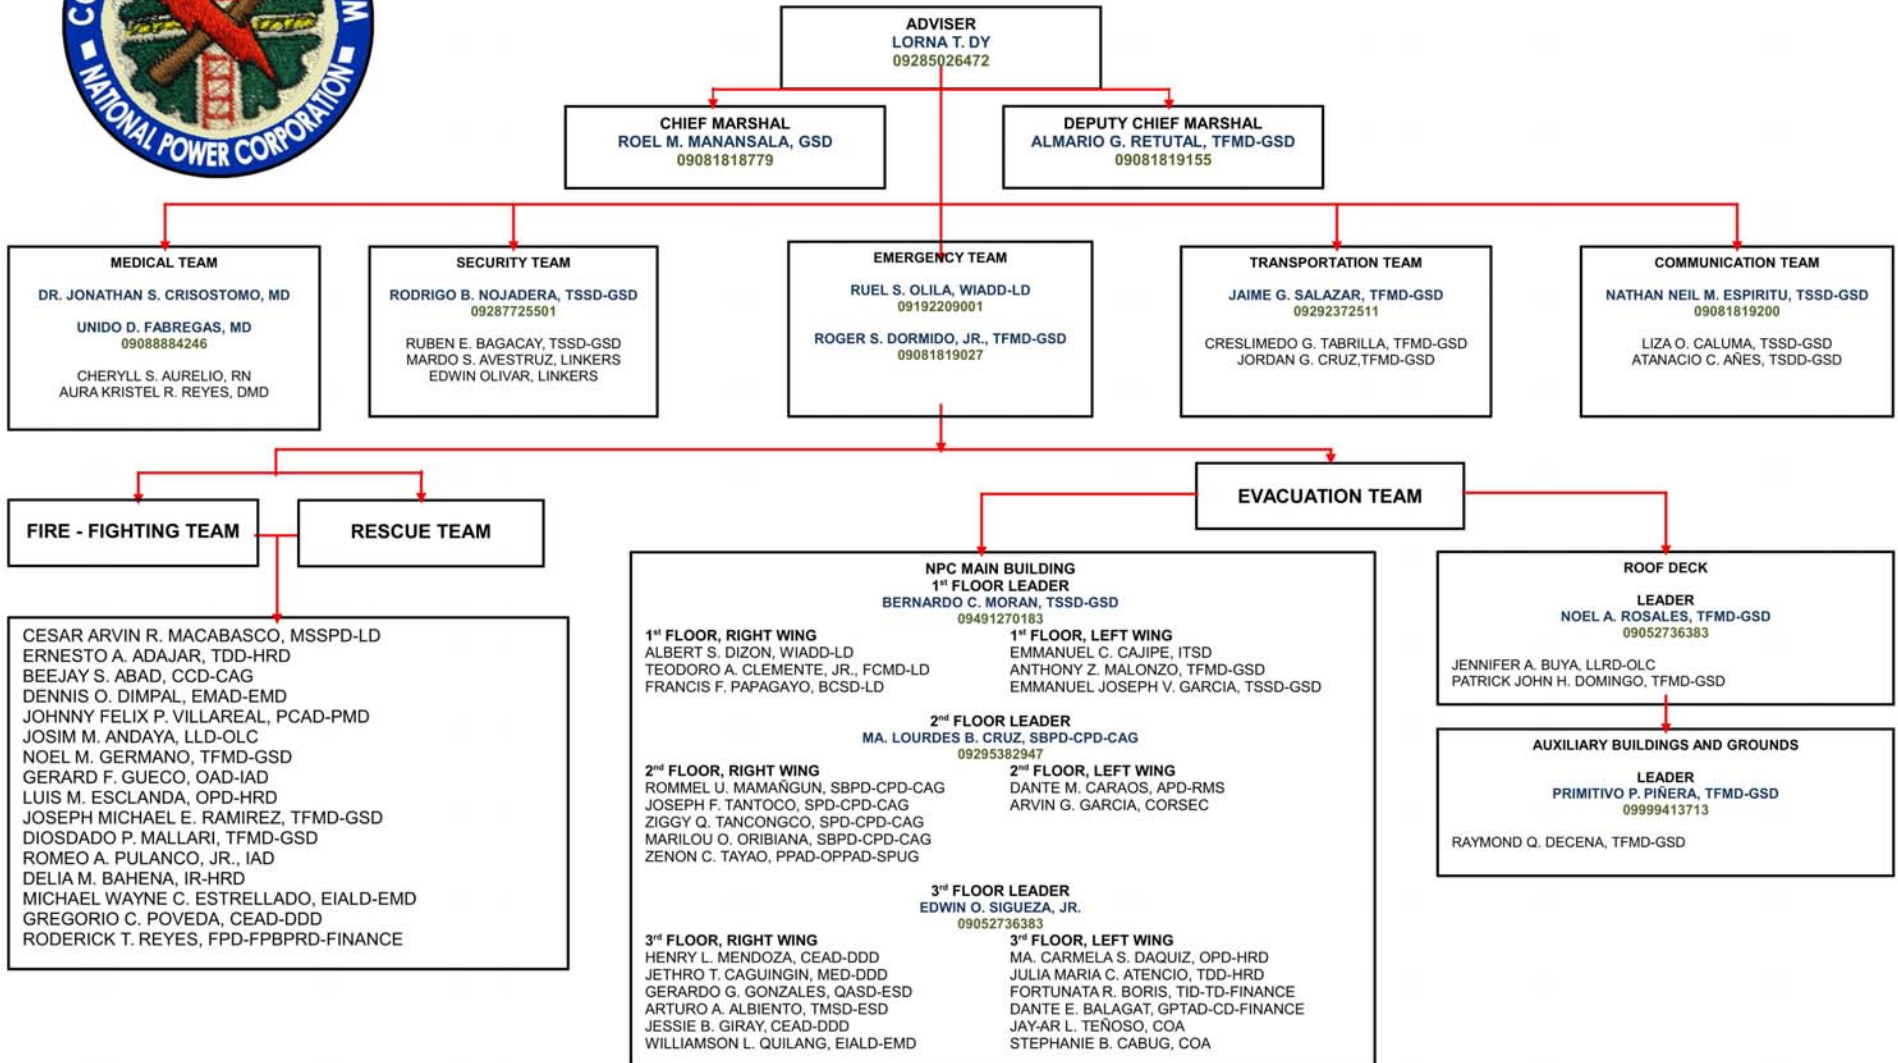 NATIONAL POWER CORPORATION
ADVISER
LORNA T. DY
09285026472
CHIEF MARSHAL
ROEL M. MANANSALA, GSD
09081818779
DEPUTY CHIEF MARSHAL
ALMARIO G. RETUTAL, TFMD-GSD
09081819155
MEDICAL TEAM
DR. JONATHAN S. CRISOSTOMO, MD
UNIDO D. FABREGAS, MD
09088884246
CHERYLL S. AURELIO, RN
AURA KRISTEL R. REYES, DMD
SECURITY TEAM
RODRIGO B. NOJADERA, TSSD-GSD
09287725501
RUBEN E. BAGACAY, TSSD-GSD
MARDO S. AVESTRUZ, LINKERS
EDWIN OLIVAR, LINKERS
EMERGENCY TEAM
RUEL S. OLILA, WIADD-LD
09192209001
ROGER S. DORMIDO, JR., TFMD-GSD
09081819027
TRANSPORTATION TEAM
JAIME G. SALAZAR, TFMD-GSD
09292372511
CRESLIMEDO G. TABRILLA, TFMD-GSD
JORDAN G. CRUZ,TFMD-GSD
COMMUNICATION TEAM
NATHAN NEIL M. ESPIRITU, TSSD-GSD
09081819200
LIZA O. CALUMA, TSSD-GSD
ATANACIO C. AÑES, TSDD-GSD
FIRE - FIGHTING TEAM
RESCUE TEAM
EVACUATION TEAM
CESAR ARVIN R. MACABASCO, MSSPD-LD
ERNESTO A. ADAJAR, TDD-HRD
BEEJAY S. ABAD, CCD-CAG
DENNIS O. DIMPAL, EMAD-EMD
JOHNNY FELIX P. VILLAREAL, PCAD-PMD
JOSIM M. ANDAYA, LLD-OLC
NOEL M. GERMANO, TFMD-GSD
GERARD F. GUECO, OAD-IAD
LUIS M. ESCLANDA, OPD-HRD
JOSEPH MICHAEL E. RAMIREZ, TFMD-GSD
DIOSDADO P. MALLARI, TFMD-GSD
ROMEO A. PULANCO, JR., IAD
DELIA M. BAHENA, IR-HRD
MICHAEL WAYNE C. ESTRELLADO, EIALD-EMD
GREGORIO C. POVEDA, CEAD-DDD
RODERICK T. REYES, FPD-FPBPRD-FINANCE
NPC MAIN BUILDING
1st FLOOR LEADER
BERNARDO C. MORAN, TSSD-GSD
09491270183
1st FLOOR, RIGHT WING
ALBERT S. DIZON, WIADD-LD
TEODORO A. CLEMENTE, JR., FCMD-LD
FRANCIS F. PAPAGAYO, BCSD-LD
1st FLOOR, LEFT WING
EMMANUEL C. CAJIPE, ITSD
ANTHONY Z. MALONZO, TFMD-GSD
EMMANUEL JOSEPH V. GARCIA, TSSD-GSD
2nd FLOOR LEADER
MA. LOURDES B. CRUZ, SBPD-CPD-CAG
09295382947
2nd FLOOR, RIGHT WING
ROMMEL U. MAMAÑGUN, SBPD-CPD-CAG
JOSEPH F. TANTOCO, SPD-CPD-CAG
ZIGGY Q. TANCONGCO, SPD-CPD-CAG
MARILOU O. ORIBIANA, SBPD-CPD-CAG
ZENON C. TAYAO, PPAD-OPPAD-SPUG
2nd FLOOR, LEFT WING
DANTE M. CARAOS, APD-RMS
ARVIN G. GARCIA, CORSEC
3rd FLOOR LEADER
EDWIN O. SIGUEZA, JR.
09052736383
3rd FLOOR, RIGHT WING
HENRY L. MENDOZA, CEAD-DDD
JETHRO T. CAGUINGIN, MED-DDD
GERARDO G. GONZALES, QASD-ESD
ARTURO A. ALBIENTO, TMSD-ESD
JESSIE B. GIRAY, CEAD-DDD
WILLIAMSON L. QUILANG, EIALD-EMD
3rd FLOOR, LEFT WING
MA. CARMELA S. DAQUIZ, OPD-HRD
JULIA MARIA C. ATENCIO, TDD-HRD
FORTUNATA R. BORIS, TID-TD-FINANCE
DANTE E. BALAGAT, GPTAD-CD-FINANCE
JAY-AR L. TEÑOSO, COA
STEPHANIE B. CABUG, COA
ROOF DECK
LEADER
NOEL A. ROSALES, TFMD-GSD
09052736383
JENNIFER A. BUYA, LLRD-OLC
PATRICK JOHN H. DOMINGO, TFMD-GSD
AUXILIARY BUILDINGS AND GROUNDS
LEADER
PRIMITIVO P. PIÑERA, TFMD-GSD
09999413713
RAYMOND Q. DECENA, TFMD-GSD